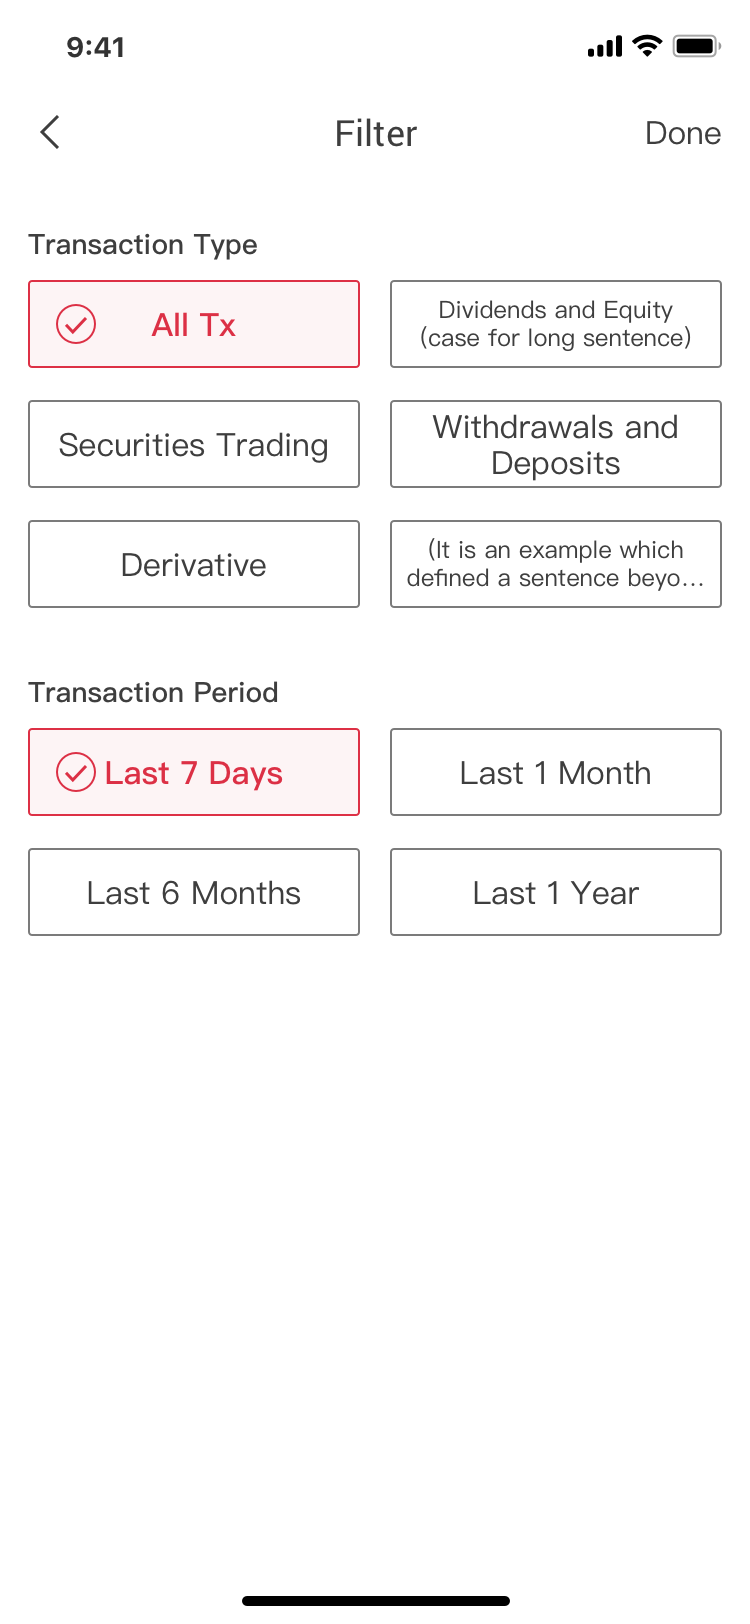 9:41
Filter
Done
Transaction Type
All Tx
Dividends and Equity
(case for long sentence)
Securities Trading
Withdrawals and
Deposits
Derivative
(It is an example which
defined a sentence beyo...
Transaction Period
Last 7 Days
Last 1 Month
Last 6 Months
Last 1 Year